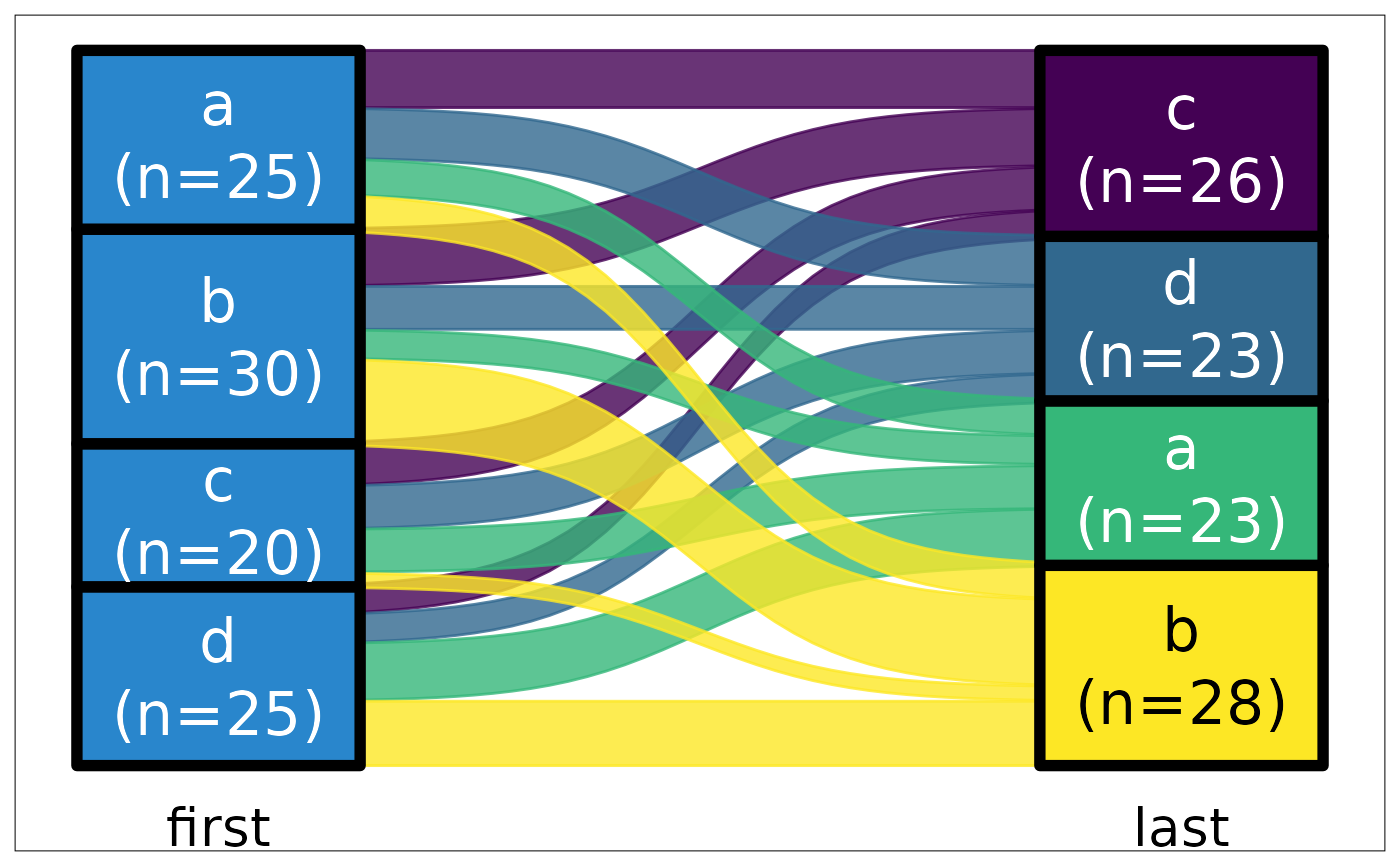 a
(n=25)
b
(n=30)
c
(n=20)
d
(n=25)
c
(n=26)
d
(n=23)
a
(n=23)
b
(n=28)
first
last